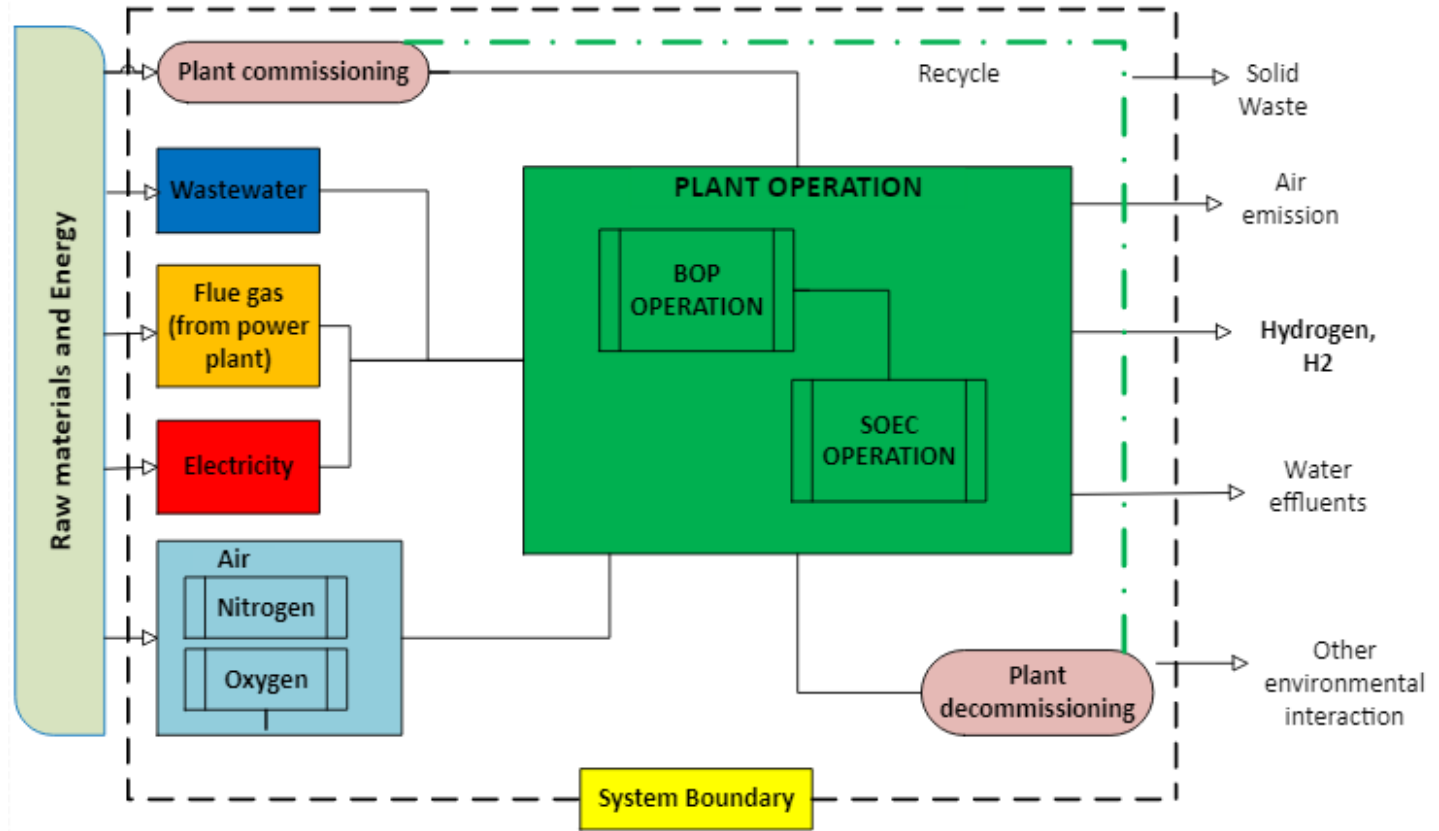 Raw materials and Energy
Plant commissioning
Recycle
Solid
Waste
Wastewater
PLANT OPERATION
Air
emission
Flue gas
(from power
plant)
BOP
OPERATION
Hydrogen,
H2
Electricity
SOEC
OPERATION
Water
effluents
Air
Nitrogen
Oxygen
Plant
decommissioning
Other
environmental
interaction
System Boundary